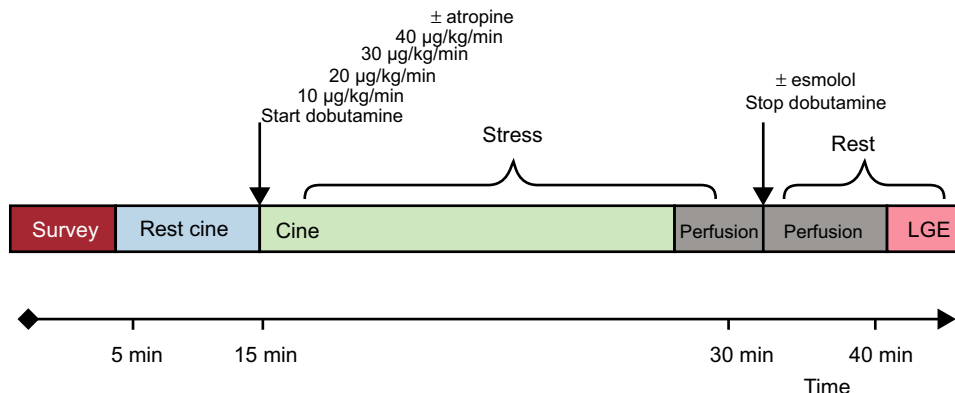 ± atropine
40 µg/kg/min
30 µg/kg/min
20 µg/kg/min
10 µg/kg/min
Start dobutamine
± esmolol
Stop dobutamine
Stress
Rest
Survey
Rest cine
Cine
Perfusion
Perfusion
LGE
5 min
15 min
30 min
40 min
Time